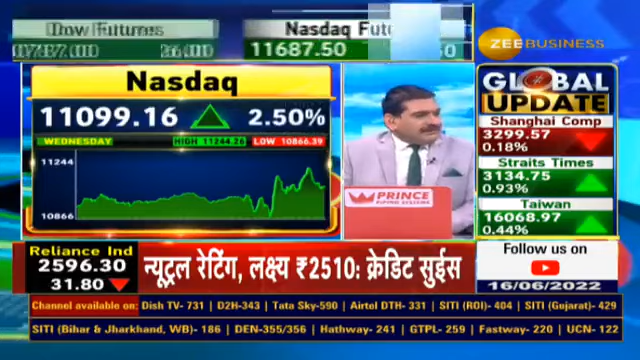 Dow Futures
Nasdaq Futu
11687.50
ZEE BUSINESS
Nasdaq
11099.16 2.50%
WEDNESDAY HIGH 11244.26 LOW 10866.39
11244
10866
PRINCE
PIPING SYSTEMS
GLOBAL
UPDATE
Shanghai Comp
3299.57
0.18%
Straits Times
3134.75
0.93%
Taiwan
16068.97
0.44%
Reliance Ind
2596.30
31.80
न्यूट्रल रेटिंग, लक्ष्य ₹2510: क्रेडिट सुईस
Follow us on
16/06/2022
Channel available on: Dish TV- 731 | D2H-343 | Tata Sky-590 | Airtel DTH- 331 | SITI (ROI)- 404 | SITI (Gujarat)- 429
SITI (Bihar & Jharkhand, WB)- 186 | DEN-355/356 | Hathway- 241 | GTPL- 259 | Fastway- 220 | UCN- 122